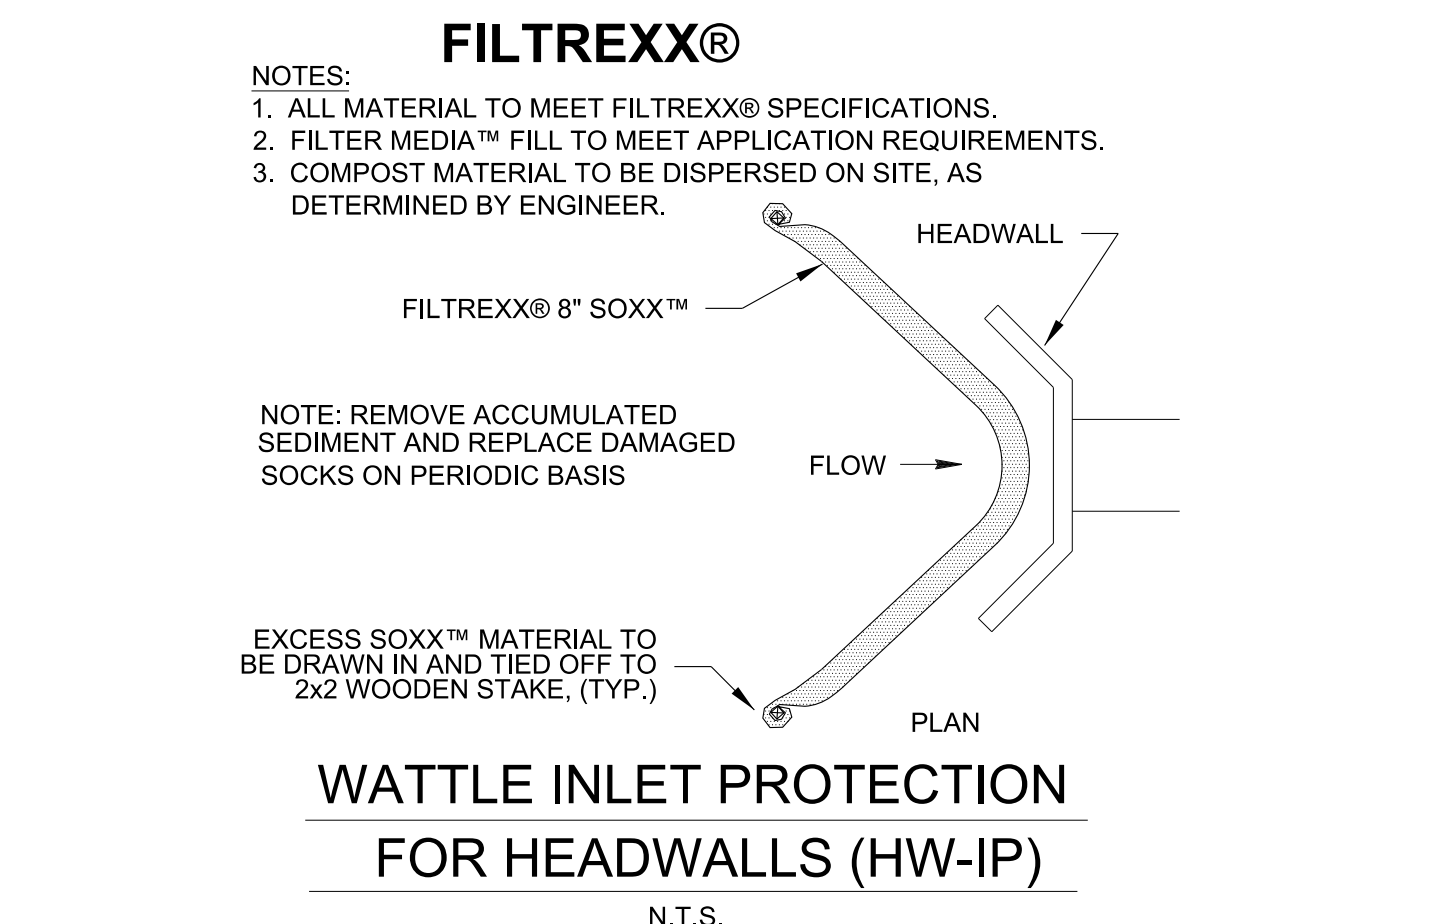 FILTREXX®
NOTES:
1. ALL MATERIAL TO MEET FILTREXX® SPECIFICATIONS.
2. FILTER MEDIA™ FILL TO MEET APPLICATION REQUIREMENTS.
3. COMPOST MATERIAL TO BE DISPERSED ON SITE, AS
DETERMINED BY ENGINEER.
HEADWALL
FILTREXX® 8" SOXX™
NOTE: REMOVE ACCUMULATED
SEDIMENT AND REPLACE DAMAGED
SOCKS ON PERIODIC BASIS
FLOW
EXCESS SOXX™ MATERIAL TO
BE DRAWN IN AND TIED OFF TO
2x2 WOODEN STAKE, (TYP.)
PLAN
WATTLE INLET PROTECTION
FOR HEADWALLS (HW-IP)
N.T.S.